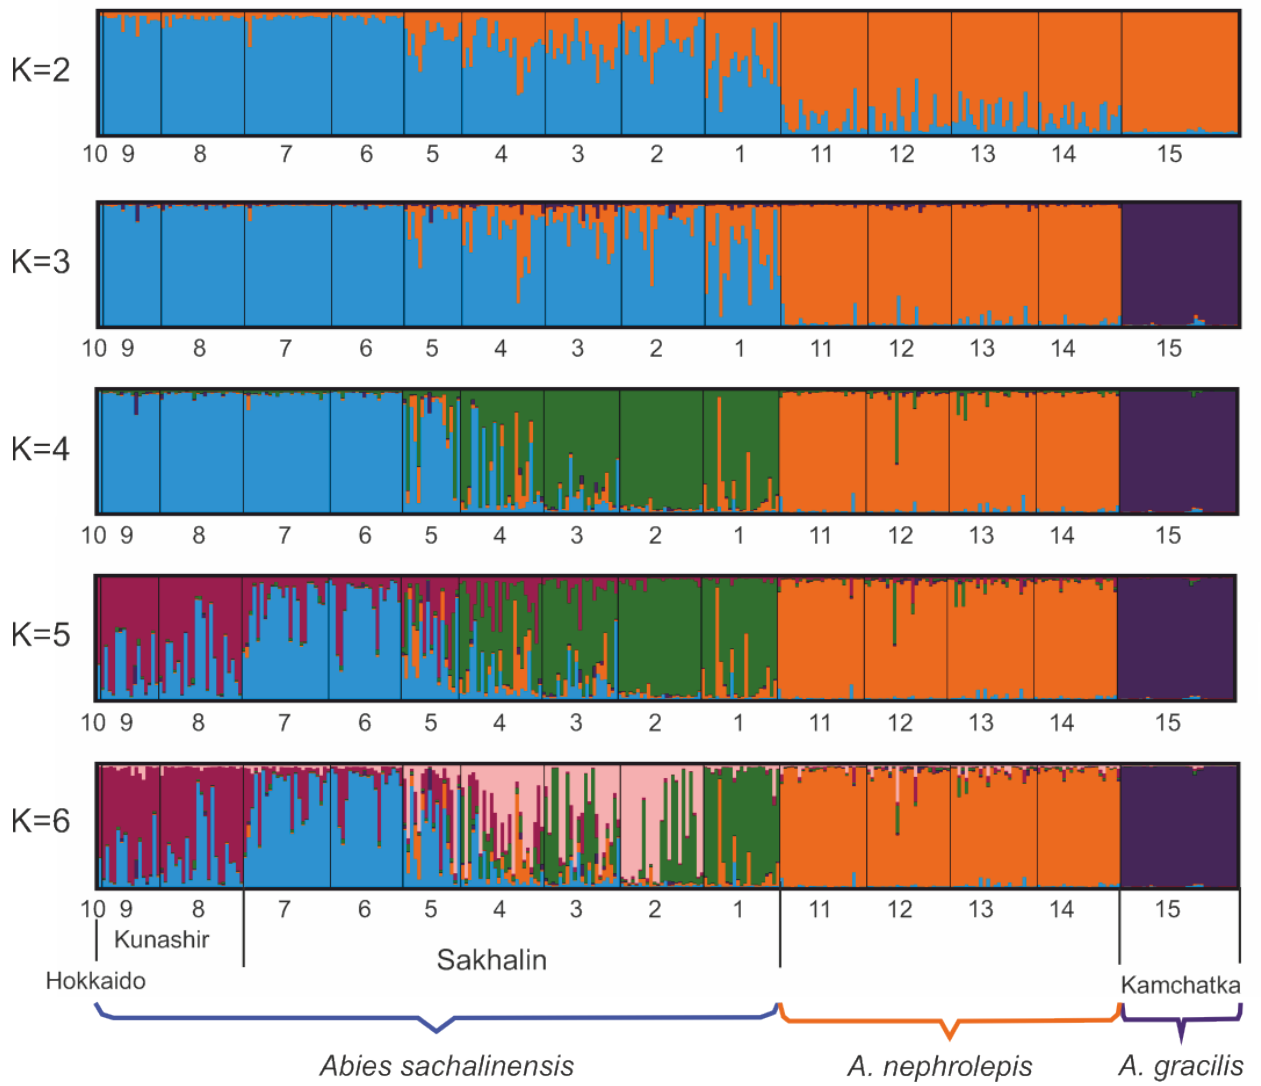 K=2
10 9 8 7 6 5 4 3 2 1 11 12 13 14 15
K=3
10 9 8 7 6 5 4 3 2 1 11 12 13 14 15
K=4
10 9 8 7 6 5 4 3 2 1 11 12 13 14 15
K=5
10 9 8 7 6 5 4 3 2 1 11 12 13 14 15
K=6
10 9 8 7 6 5 4 3 2 1 11 12 13 14 15
Kunashir
Sakhalin
Hokkaido
Kamchatka
Abies sachalinensis
A. nephrolepis
A. gracilis